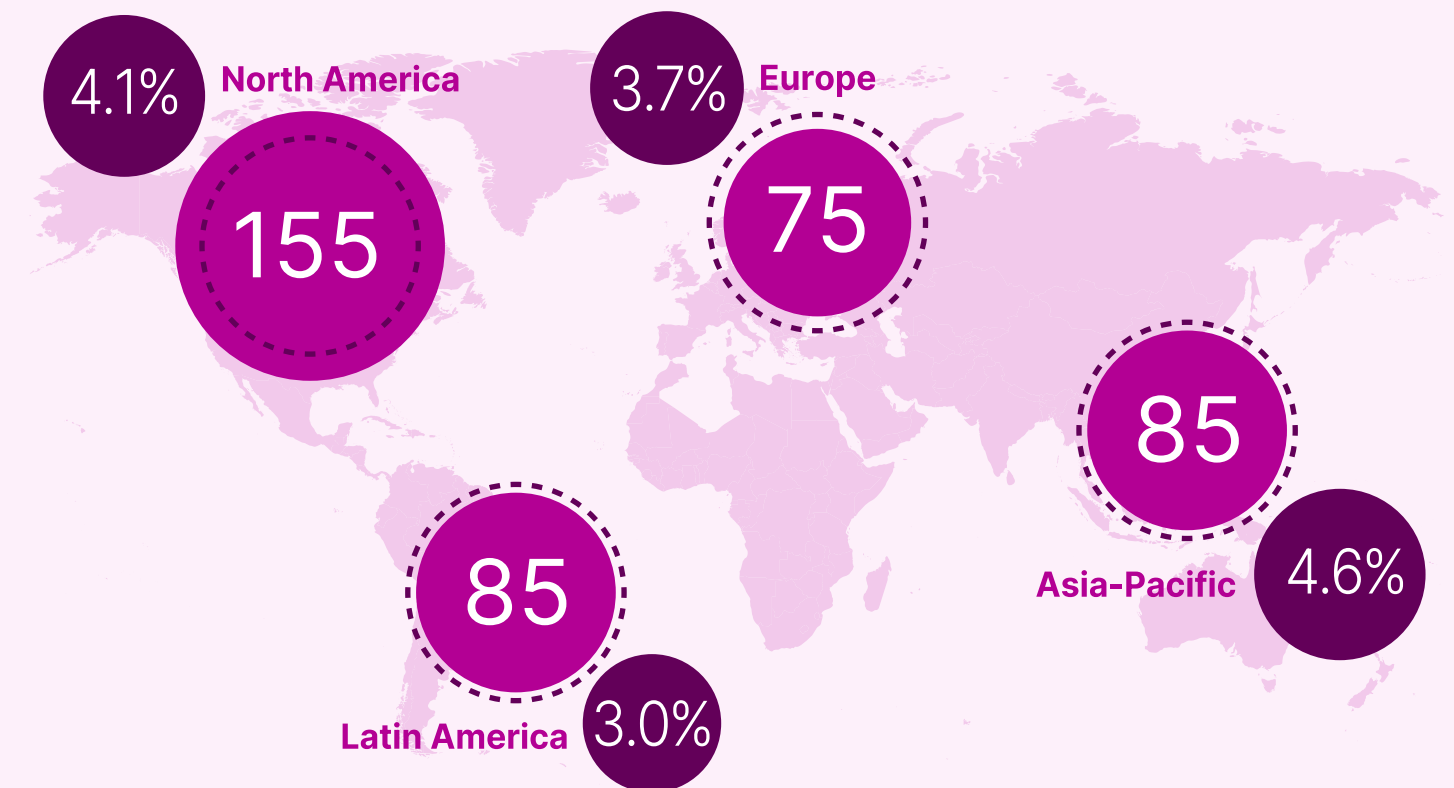 4.1%
North America
155
3.7%
Europe
75
85
Asia-Pacific
4.6%
85
Latin America
3.0%